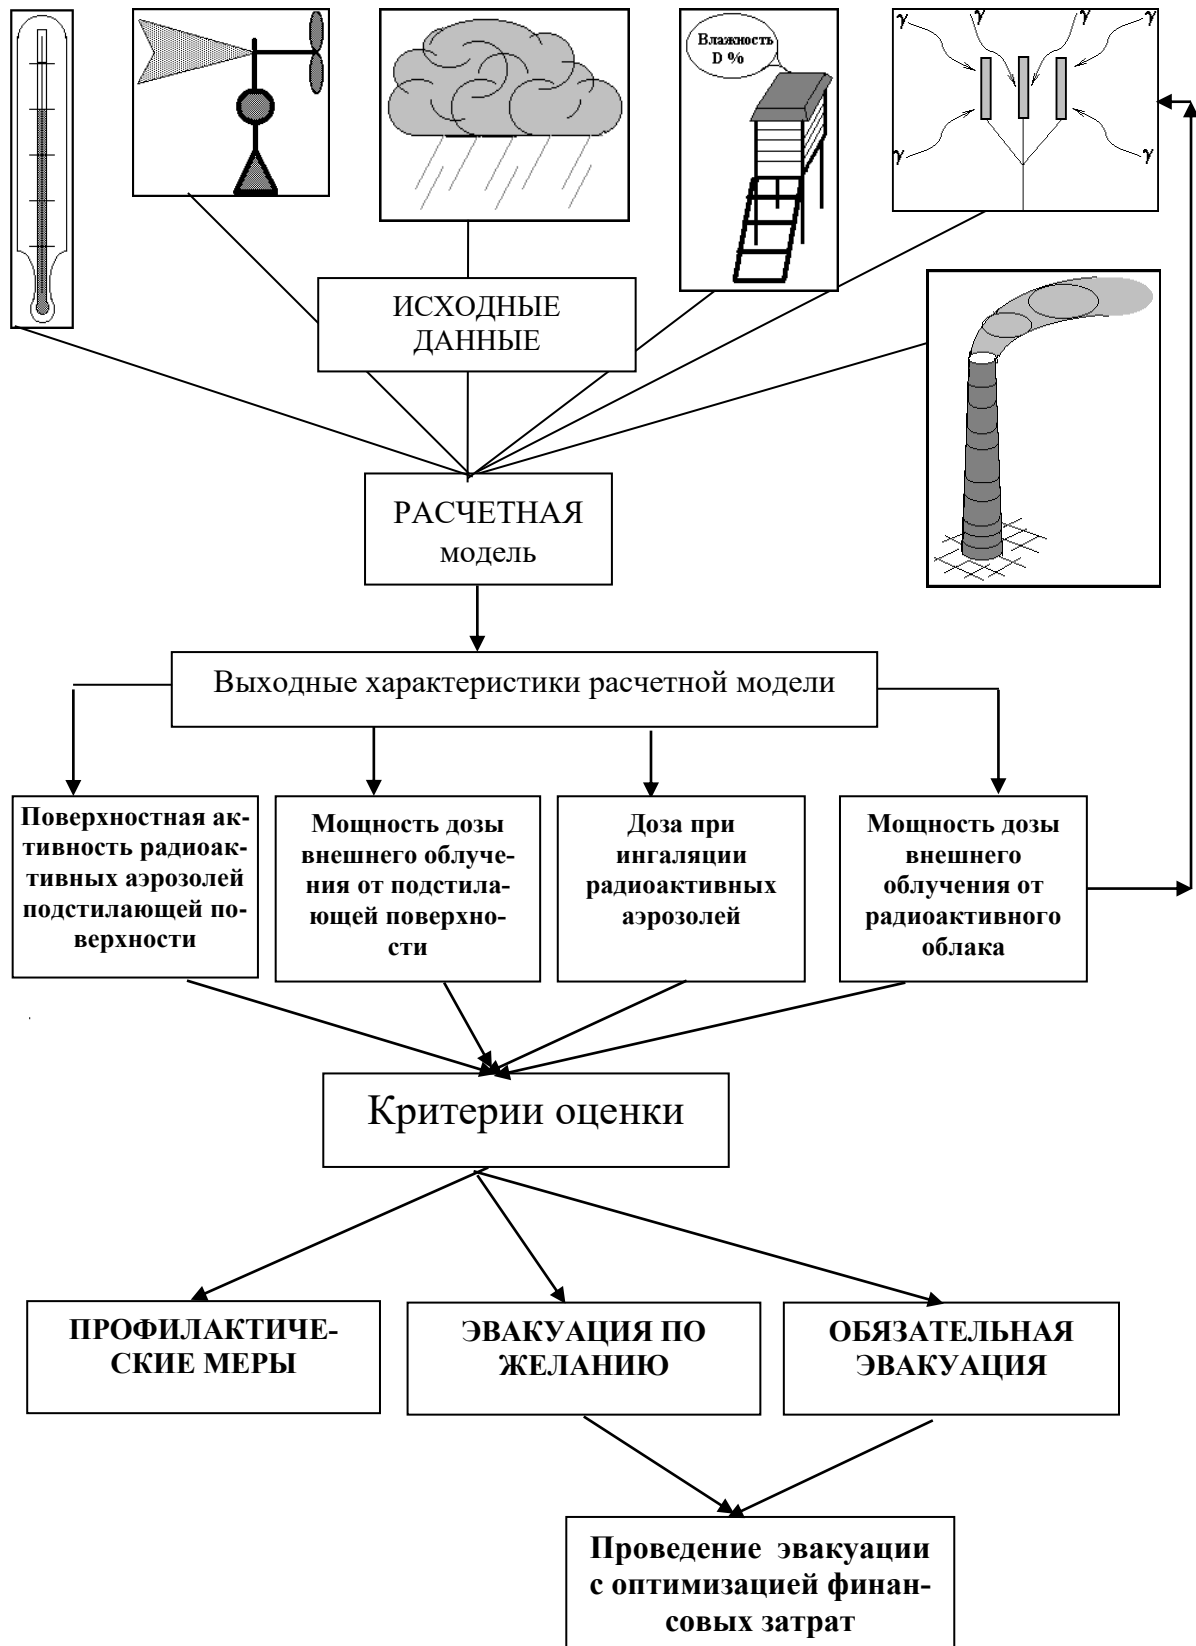 Влажность
D %
γ
γ
γ
γ
γ
γ
ИСХОДНЫЕ
ДАННЫЕ
РАСЧЕТНАЯ
модель
Выходные характеристики расчетной модели
Поверхностная ак-
тивность радиоак-
тивных аэрозолей
подстилающей по-
верхности
Мощность дозы
внешнего облуче-
ния от подстила-
ющей поверхно-
сти
Доза при
ингаляции
радиоактивных
аэрозолей
Мощность дозы
внешнего
облучения от
радиоактивного
облака
Критерии оценки
ПРОФИЛАКТИЧЕ-
СКИЕ МЕРЫ
ЭВАКУАЦИЯ ПО
ЖЕЛАНИЮ
ОБЯЗАТЕЛЬНАЯ
ЭВАКУАЦИЯ
Проведение эвакуации
с оптимизацией финан-
совых затрат